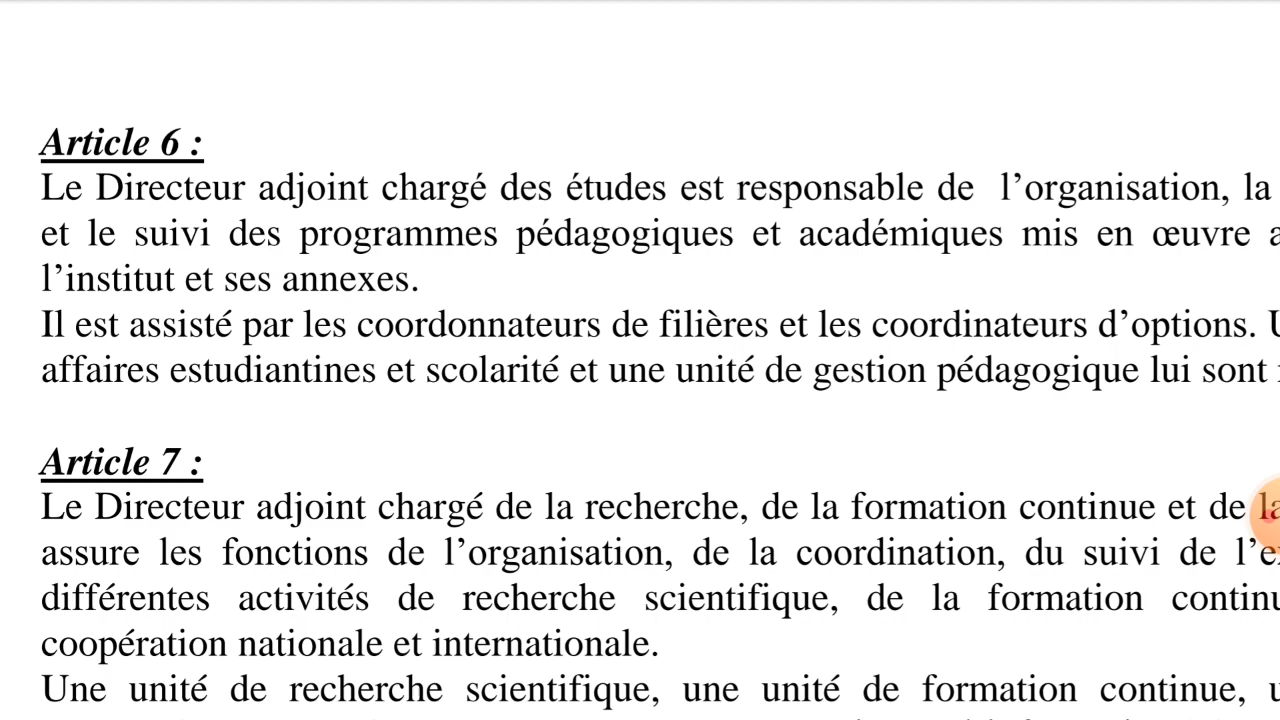 Article 6 :
Le Directeur adjoint chargé des études est responsable de l’organisation, la
et le suivi des programmes pédagogiques et académiques mis en œuvre
l’institut et ses annexes.
Il est assisté par les coordonnateurs de filières et les coordinateurs d’options.
affaires estudiantines et scolarité et une unité de gestion pédagogique lui sont
Article 7 :
Le Directeur adjoint chargé de la recherche, de la formation continue et de la
assure les fonctions de l’organisation, de la coordination, du suivi de
différentes activités de recherche scientifique, de la formation
coopération nationale et internationale.
Une unité de recherche scientifique, une unité de formation continue,